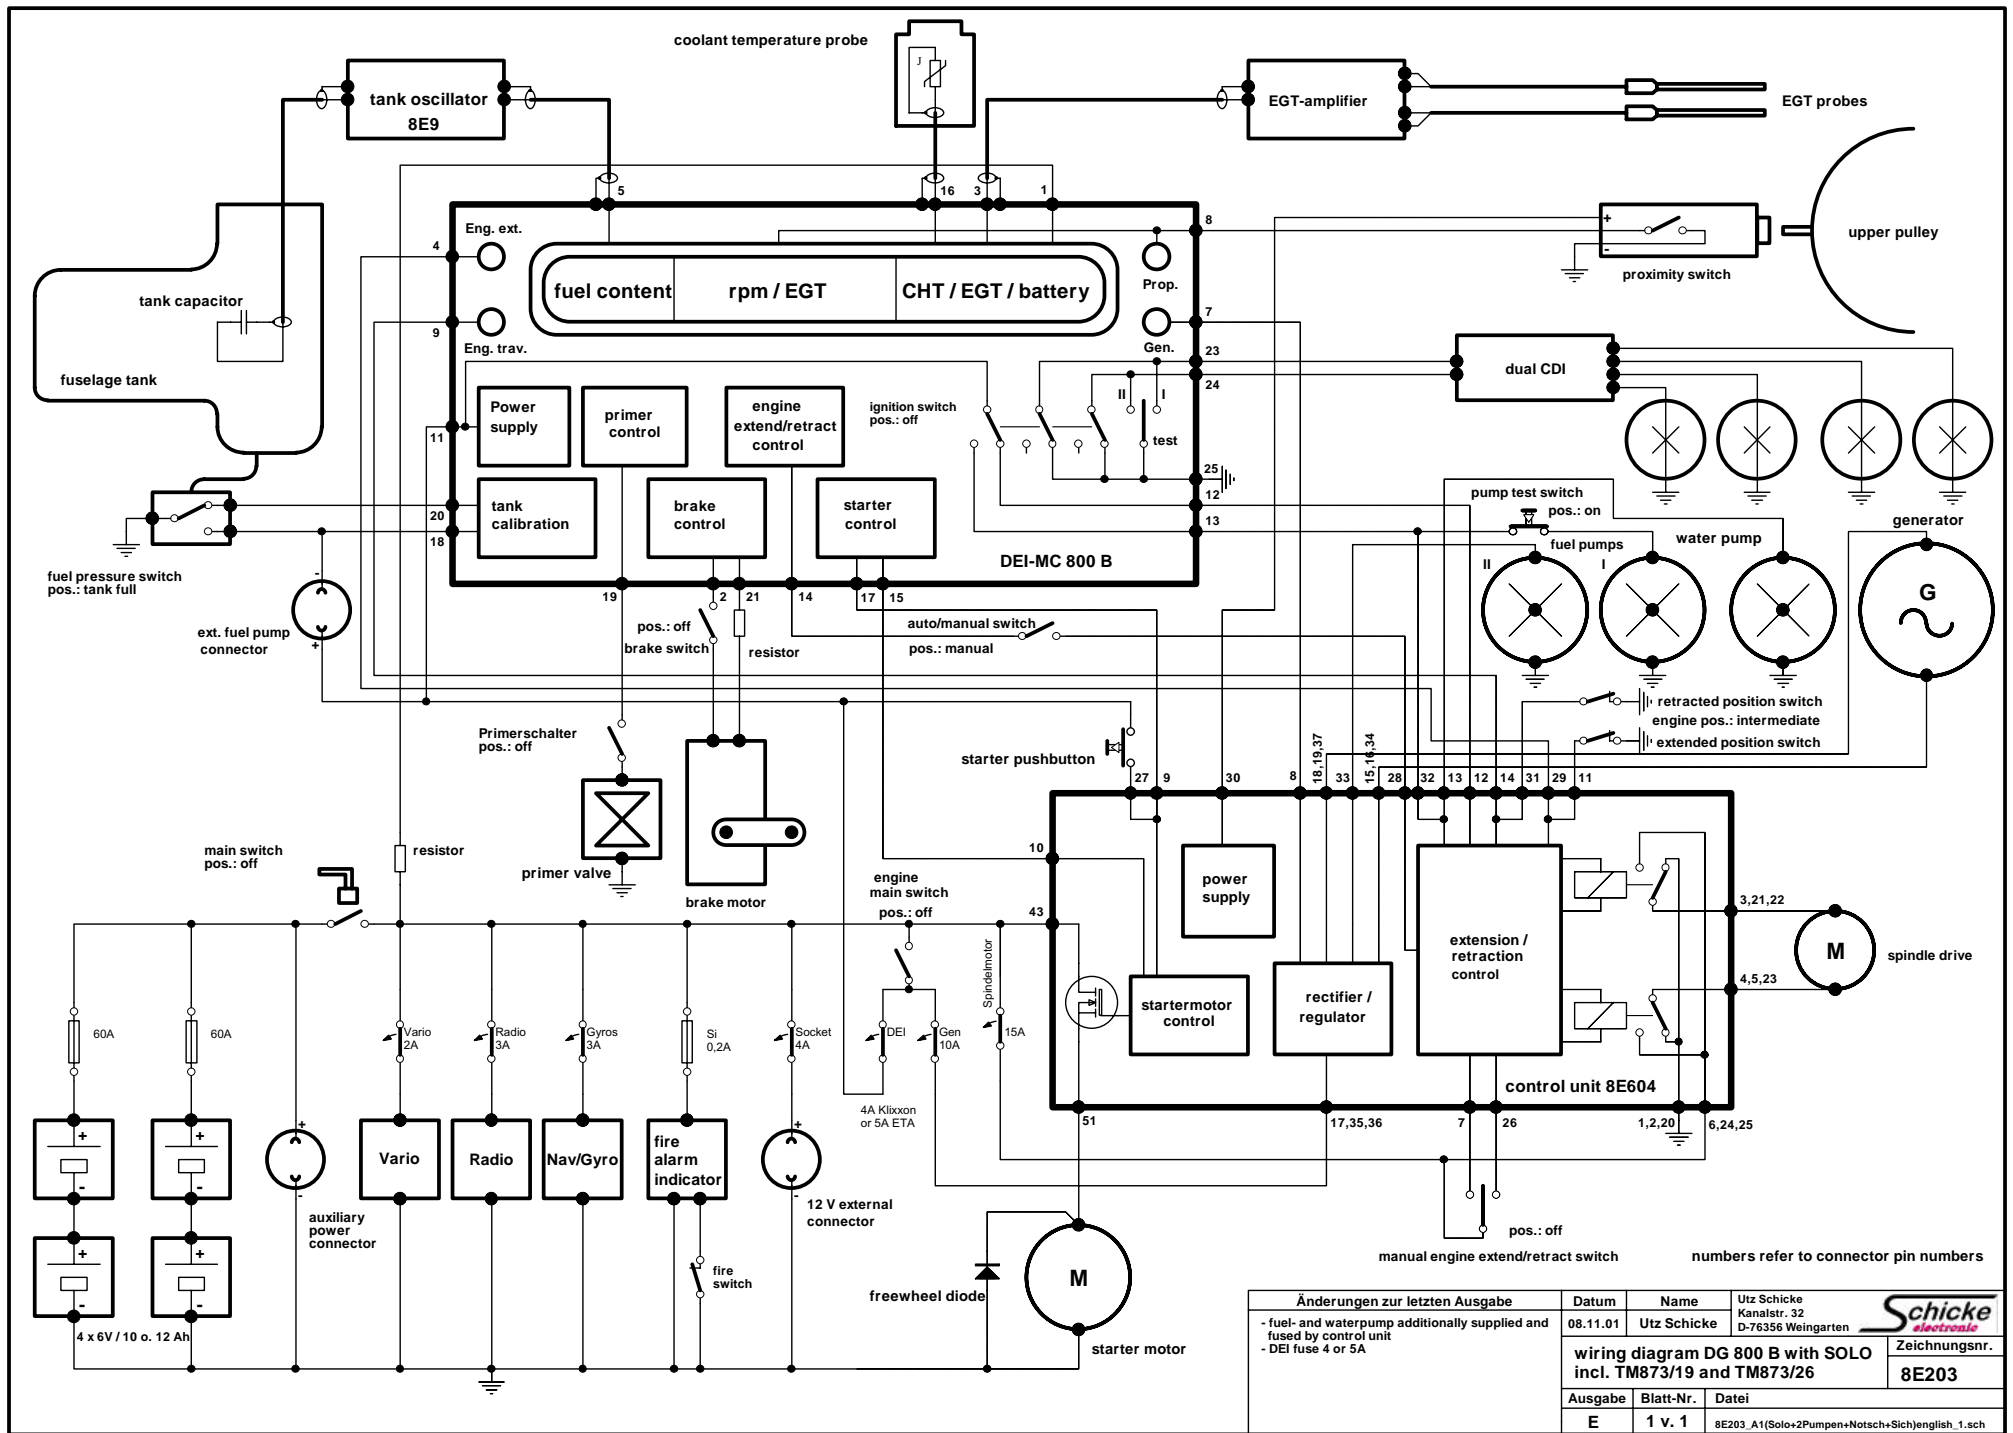 coolant temperature probe
J
tank oscillator
8E9
EGT-amplifier
EGT probes
5
16
3
1
8
4
Eng. ext.
fuel content
rpm / EGT
CHT / EGT / battery
Prop.
+
-
proximity switch
upper pulley
tank capacitor
9
Eng. trav.
7
Gen.
23
24
dual CDI
fuselage tank
Power
supply
primer
control
engine
extend/retract
control
ignition switch
pos.: off
II
I
test
11
25
12
13
pump test switch
pos.: on
tank
calibration
brake
control
starter
control
DEI-MC 800 B
20
18
fuel pressure switch
pos.: tank full
fuel pumps
II
I
water pump
generator
G
-
+
ext. fuel pump
connector
19
2
21
14
17
15
pos.: off
brake switch
resistor
auto/manual switch
pos.: manual
retracted position switch
engine pos.: intermediate
extended position switch
Primerschalter
pos.: off
starter pushbutton
27
9
30
8
18,19,37
33
15,16,34
28
32
13
12
14
31
29
11
main switch
pos.: off
resistor
primer valve
brake motor
engine
main switch
pos.: off
10
43
power
supply
extension /
retraction
control
startermotor
control
rectifier /
regulator
control unit 8E604
3,21,22
4,5,23
M
spindle drive
60A
60A
Vario
2A
Radio
3A
Gyros
3A
Si
0,2A
Socket
4A
DEI
Gen
10A
Spindelmotor
15A
4A Klixxon
or 5A ETA
51
17,35,36
7
26
1,2,20
6,24,25
+
-
+
-
+
-
Vario
Radio
Nav/Gyro
fire
alarm
indicator
+
-
auxiliary
power
connector
12 V external
connector
+
-
+
-
4 x 6V / 10 o. 12 Ah
fire
switch
freewheel diode
M
starter motor
pos.: off
manual engine extend/retract switch
numbers refer to connector pin numbers
Änderungen zur letzten Ausgabe
- fuel- and waterpump additionally supplied and
fused by control unit
- DEI fuse 4 or 5A
Datum
Name
08.11.01
Utz Schicke
Utz Schicke
Kanalstr. 32
D-76356 Weingarten
Schicke
electronic
wiring diagram DG 800 B with SOLO
incl. TM873/19 and TM873/26
Zeichnungsnr.
8E203
Ausgabe
Blatt-Nr.
Datei
E
1 v. 1
8E203_A1(Solo+2Pumpen+Notsch+Sich)english_1.sch